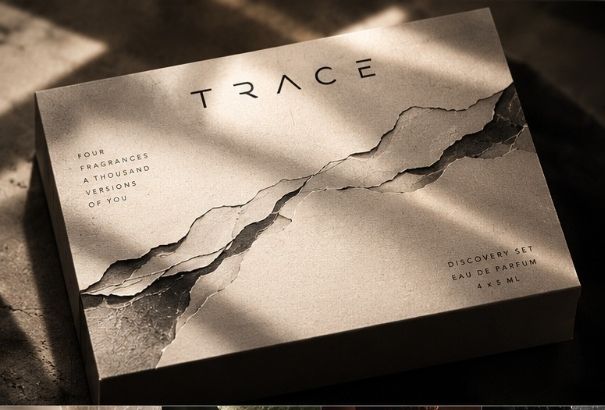 TRACE
FOUR
FRAGRANCES
A THOUSAND
VERSIONS
OF YOU
DISCOVERY SET
EAU DE PARFUM
4 x 5 ML